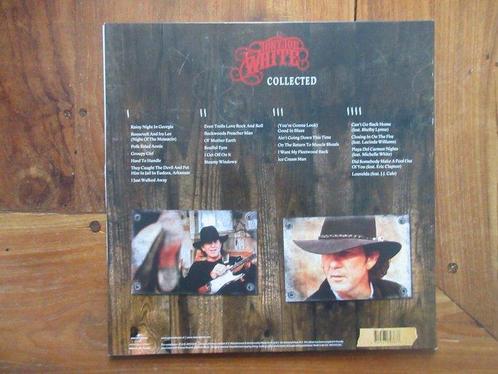 TONY JOE
WHITE
COLLECTED
Rainy Night In Georgia
Roosevelt And Ira Lee
(Night Of The Mossacin)
Polk Salad Annie
Groupy Girl
Hard To Handle
They Caught The Devil And Put
Him In Jail In Eudora, Arkansas
I Just Walked Away
Even Trolls Love Rock And Roll
Backwoods Preacher Man
Of Mother Earth
Soulful Eyes
I Get Off On It
Steamy Windows
(You're Gonna Look)
Good In Blues
Ain't Going Down This Time
On The Return To Muscle Shoals
I Want My Fleetwood Back
Ice Cream Man
Can't Go Back Home
(feat. Shelby Lynne)
Closing In On The Fire
(feat. Lucinda Williams)
Playa Del Carmen Nights
(feat. Michelle White)
Did Somebody Make A Fool Out
Of You (feat. Eric Clapton)
Louvelda (feat. J.J. Cale)